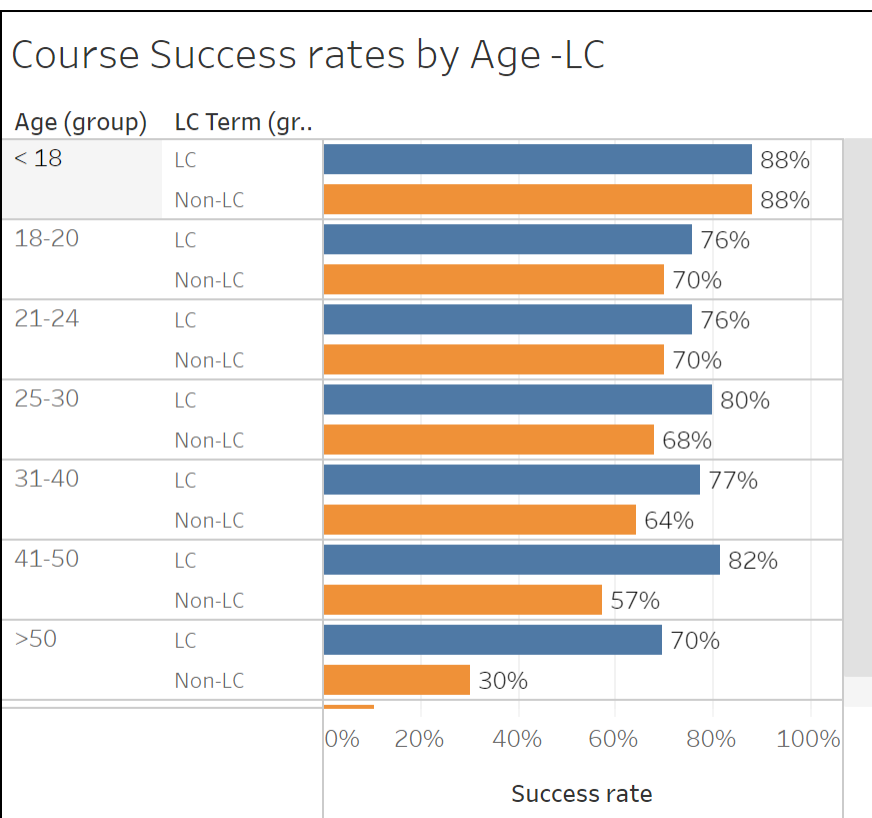 Course Success rates by Age -LC
Age (group) LC Term (gr..
< 18 LC 88%
Non-LC 88%
18-20 LC 76%
Non-LC 70%
21-24 LC 76%
Non-LC 70%
25-30 LC 80%
Non-LC 68%
31-40 LC 77%
Non-LC 64%
41-50 LC 82%
Non-LC 57%
>50 LC 70%
Non-LC 30%
0% 20% 40% 60% 80% 100%
Success rate